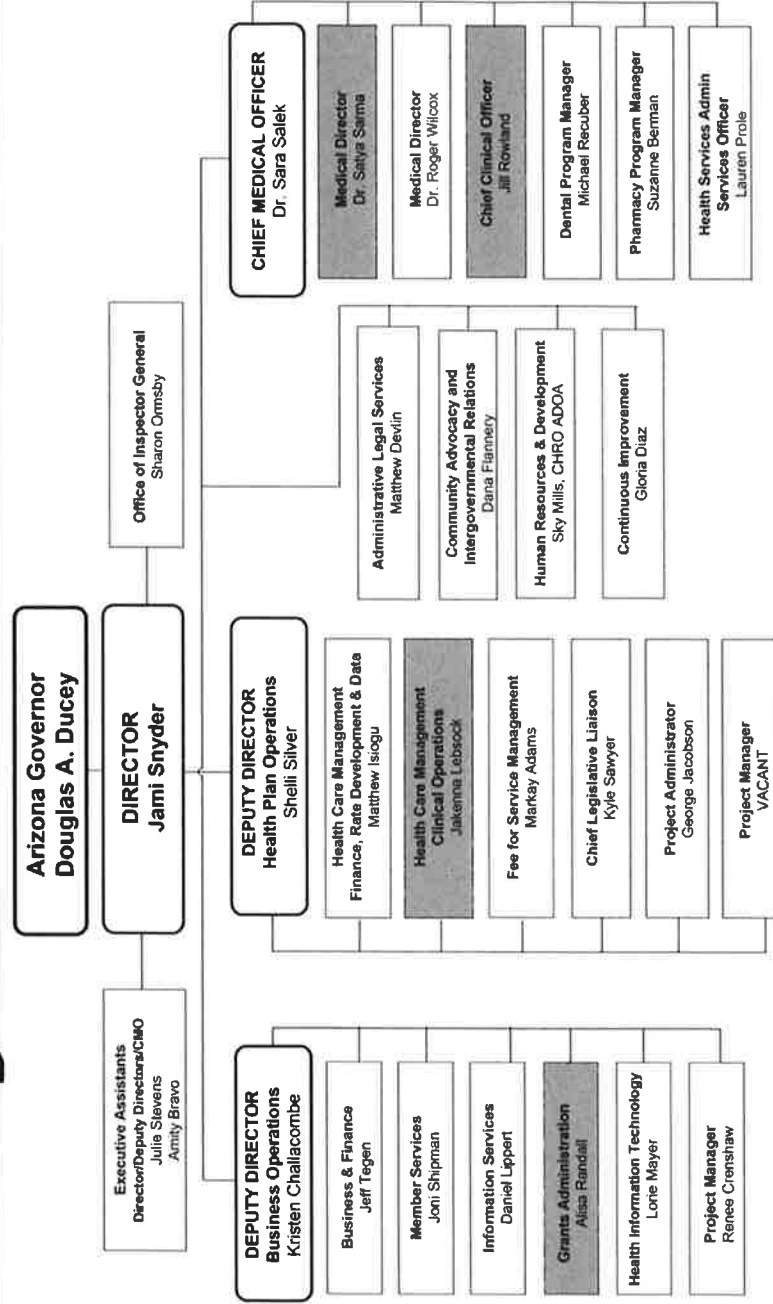 Arizona Governor
Douglas A. Ducey
DIRECTOR
Jami Snyder
Executive Assistants
Director/Deputy Directors/CMO
Julie Stevens
Amity Bravo
Office of Inspector General
Sharon Ormsby
DEPUTY DIRECTOR
Business Operations
Kristen Challacombe
Business & Finance
Jeff Tegen
Member Services
Joni Shipman
Information Services
Daniel Lippert
Grants Administration
Alisa Randall
Health Information Technology
Lorie Mayer
Project Manager
Renee Crenshaw
DEPUTY DIRECTOR
Health Plan Operations
Shelli Silver
Health Care Management
Finance, Rate Development & Data
Matthew Isiogu
Health Care Management
Clinical Operations
Jakenna Lebsock
Fee for Service Management
Markay Adams
Chief Legislative Liaison
Kyle Sawyer
Project Administrator
George Jacobson
Project Manager
VACANT
Administrative Legal Services
Matthew Devlin
Community Advocacy and
Intergovernmental Relations
Dana Flannery
Human Resources & Development
Sky Mills, CHRO ADOA
Continuous Improvement
Gloria Diaz
CHIEF MEDICAL OFFICER
Dr. Sara Salek
Medical Director
Dr. Satya Sarma
Medical Director
Dr. Roger Wilcox
Chief Clinical Officer
Jill Rowland
Dental Program Manager
Michael Recuber
Pharmacy Program Manager
Suzanne Berman
Health Services Admin
Services Officer
Lauren Prole